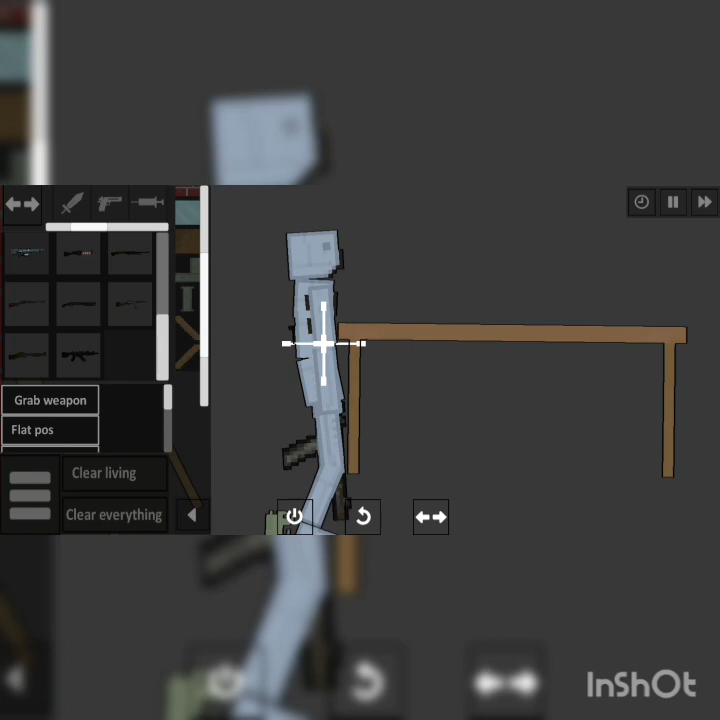 Grab weapon
Flat pos
Clear living
Clear everything
InShOt